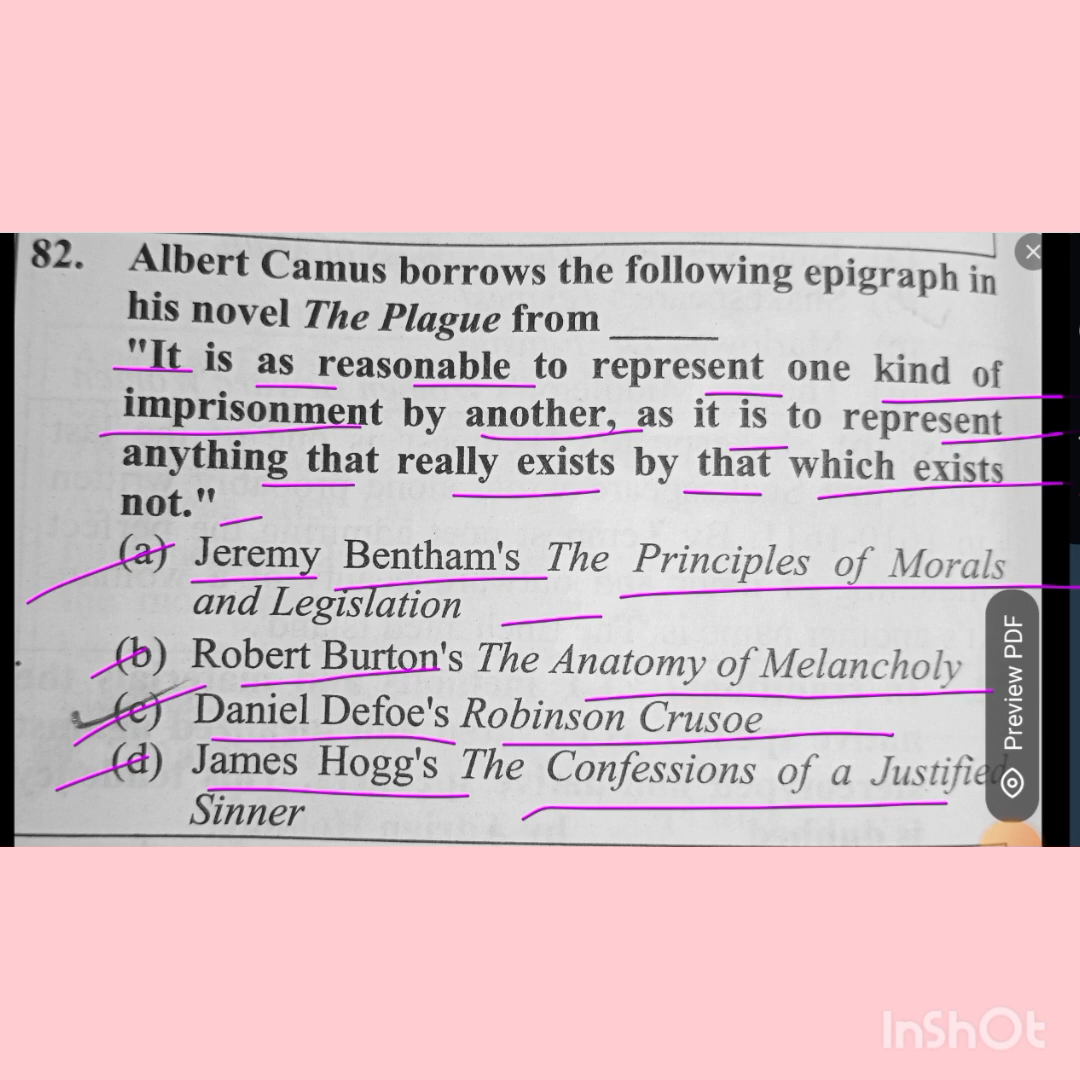 82. Albert Camus borrows the following epigraph in
his novel The Plague from ______
"It is as reasonable to represent one kind of
imprisonment by another, as it is to represent
anything that really exists by that which exists
not."
(a) Jeremy Bentham's The Principles of Morals
and Legislation
(b) Robert Burton's The Anatomy of Melancholy
(c) Daniel Defoe's Robinson Crusoe
(d) James Hogg's The Confessions of a Justified
Sinner
Preview PDF
InShOt